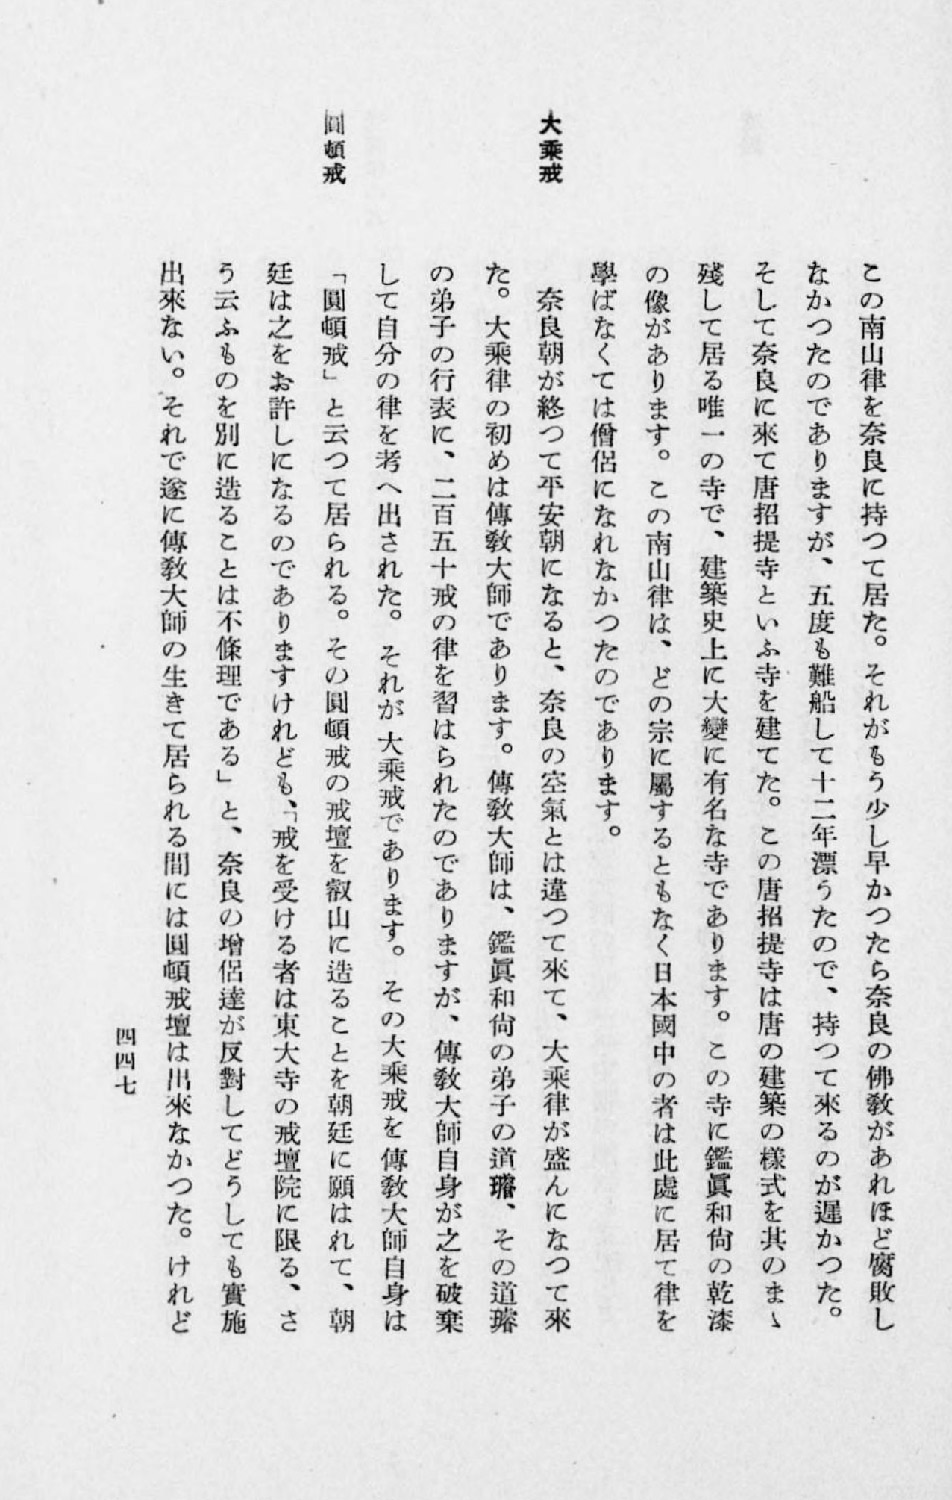 この南山律を奈良に持つて居た。それがもう少し早かつたら奈良の佛教があれほど腐敗し
なかつたのでありますが、五度も難船して十二年漂うたので、持つて來るのが遲かつた。
そして奈良に來て唐招提寺といふ寺を建てた。この唐招提寺は唐の建築の樣式を其のまゝ
殘して居る唯一の寺で、建築史上に大變に有名な寺であります。この寺に鑑眞和尙の乾漆
の像があります。この南山律は、どの宗に屬するともなく日本國中の者は此處に居て律を
學ばなくては僧侶になれなかつたのであります。
大乘戒
奈良朝が終つて平安朝になると、奈良の空氣とは違つて來て、大乘律が盛んになつて來
た。大乘律の初めは傳教大師であります。傳教大師は、鑑眞和尙の弟子の道璿、その道璿
の弟子の行表に、二百五十戒の律を習はられたのでありますが、傳教大師自身が之を破棄
して自分の律を考へ出された。それが大乘戒であります。その大乘戒を傳教大師自身は
圓頓戒
「圓頓戒」と云つて居られる。その圓頓戒の戒壇を叡山に造ることを朝廷に願はれて、朝
廷は之をお許しになるのでありますけれども、「戒を受ける者は東大寺の戒壇院に限る、さ
う云ふものを別に造ることは不條理である」と、奈良の增侶達が反對してどうしても實施
出來ない。それで遂に傳教大師の生きて居られる間には圓頓戒壇は出來なかつた。けれど
四四七